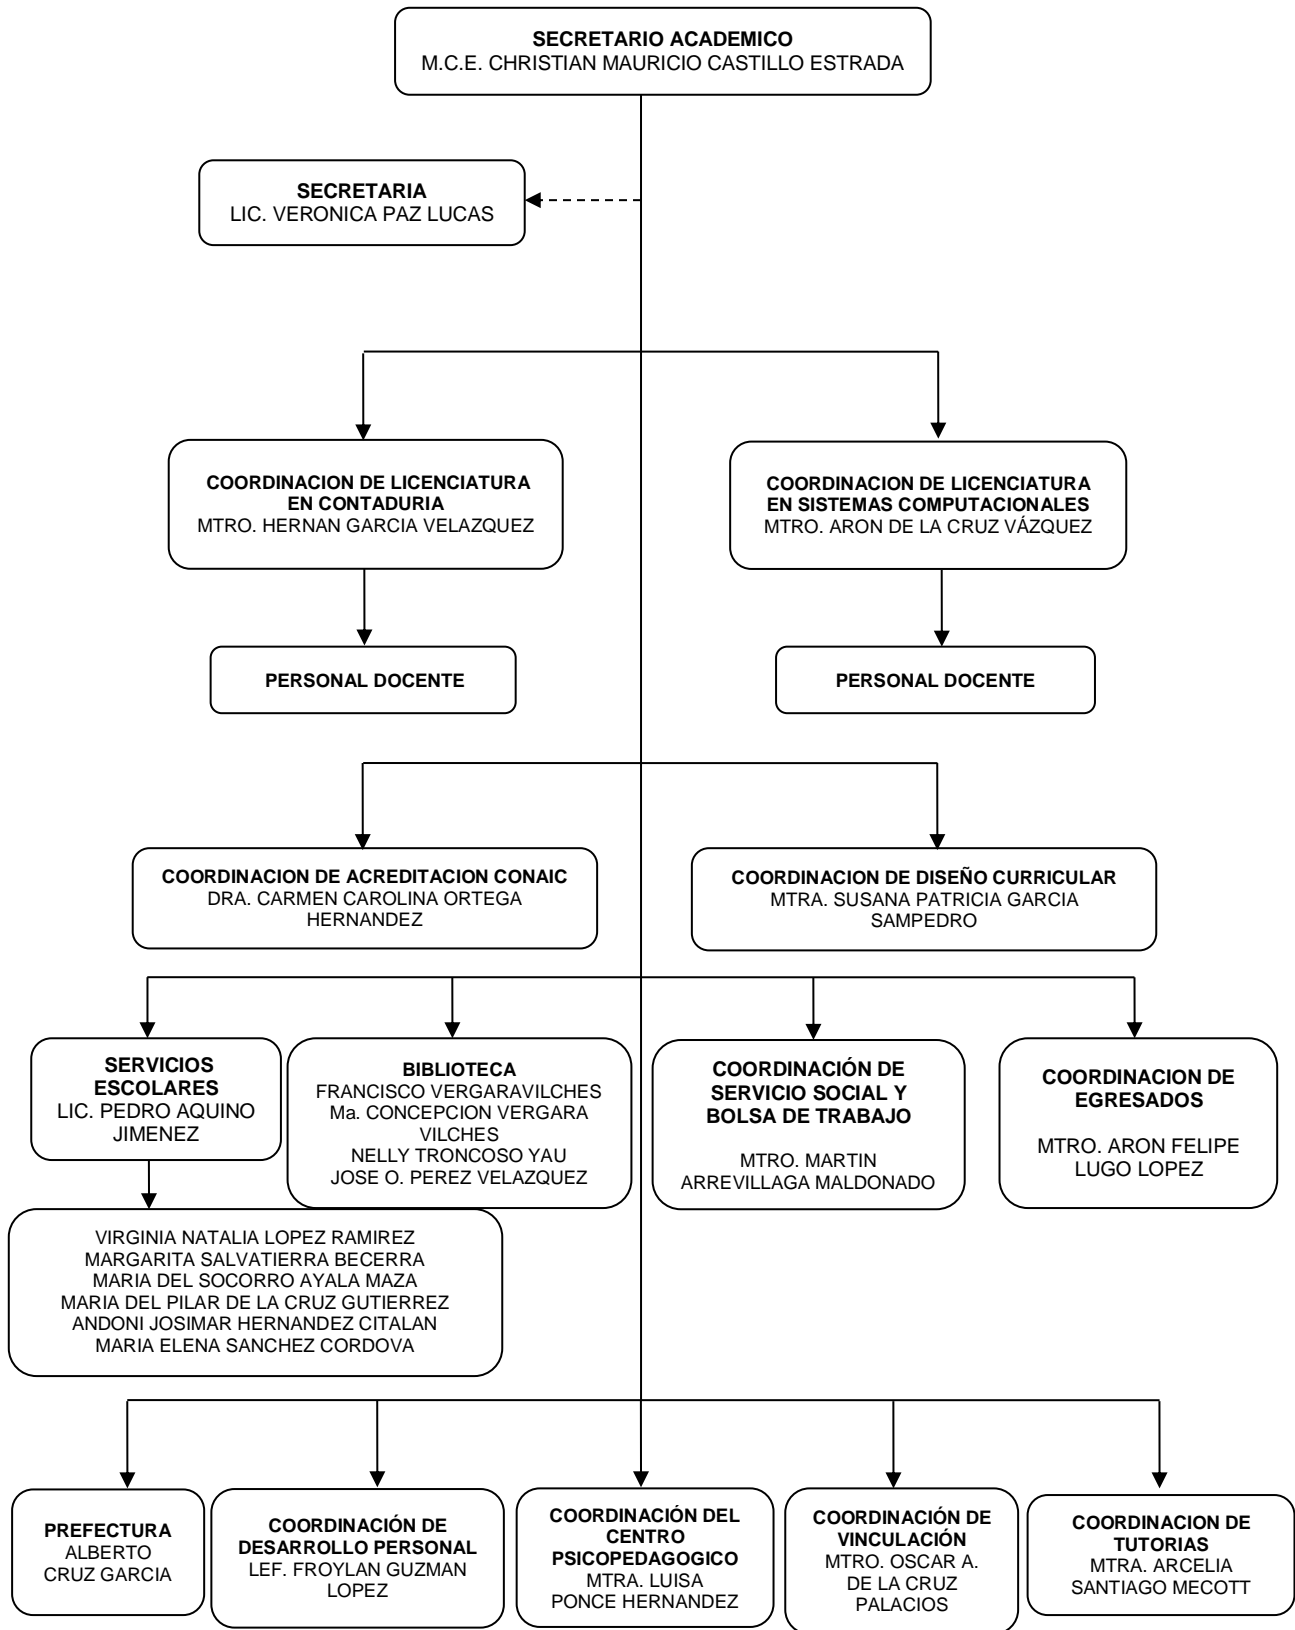 SECRETARIO ACADEMICO
M.C.E. CHRISTIAN MAURICIO CASTILLO ESTRADA
SECRETARIA
LIC. VERONICA PAZ LUCAS
COORDINACION DE LICENCIATURA
EN CONTADURIA
MTRO. HERNAN GARCIA VELAZQUEZ
COORDINACION DE LICENCIATURA
EN SISTEMAS COMPUTACIONALES
MTRO. ARON DE LA CRUZ VÁZQUEZ
PERSONAL DOCENTE
PERSONAL DOCENTE
COORDINACION DE ACREDITACION CONAIC
DRA. CARMEN CAROLINA ORTEGA
HERNANDEZ
COORDINACION DE DISEÑO CURRICULAR
MTRA. SUSANA PATRICIA GARCIA
SAMPEDRO
SERVICIOS
ESCOLARES
LIC. PEDRO AQUINO
JIMENEZ
BIBLIOTECA
FRANCISCO VERGARAVILCHES
Ma. CONCEPCION VERGARA
VILCHES
NELLY TRONCOSO YAU
JOSE O. PEREZ VELAZQUEZ
COORDINACIÓN DE
SERVICIO SOCIAL Y
BOLSA DE TRABAJO
MTRO. MARTIN
ARREVILLAGA MALDONADO
COORDINACION DE
EGRESADOS
MTRO. ARON FELIPE
LUGO LOPEZ
VIRGINIA NATALIA LOPEZ RAMIREZ
MARGARITA SALVATIERRA BECERRA
MARIA DEL SOCORRO AYALA MAZA
MARIA DEL PILAR DE LA CRUZ GUTIERREZ
ANDONI JOSIMAR HERNANDEZ CITALAN
MARIA ELENA SANCHEZ CORDOVA
PREFECTURA
ALBERTO
CRUZ GARCIA
COORDINACIÓN DE
DESARROLLO PERSONAL
LEF. FROYLAN GUZMAN
LOPEZ
COORDINACIÓN DEL
CENTRO
PSICOPEDAGOGICO
MTRA. LUISA
PONCE HERNANDEZ
COORDINACIÓN DE
VINCULACIÓN
MTRO. OSCAR A.
DE LA CRUZ
PALACIOS
COORDINACION DE
TUTORIAS
MTRA. ARCELIA
SANTIAGO MECOTT